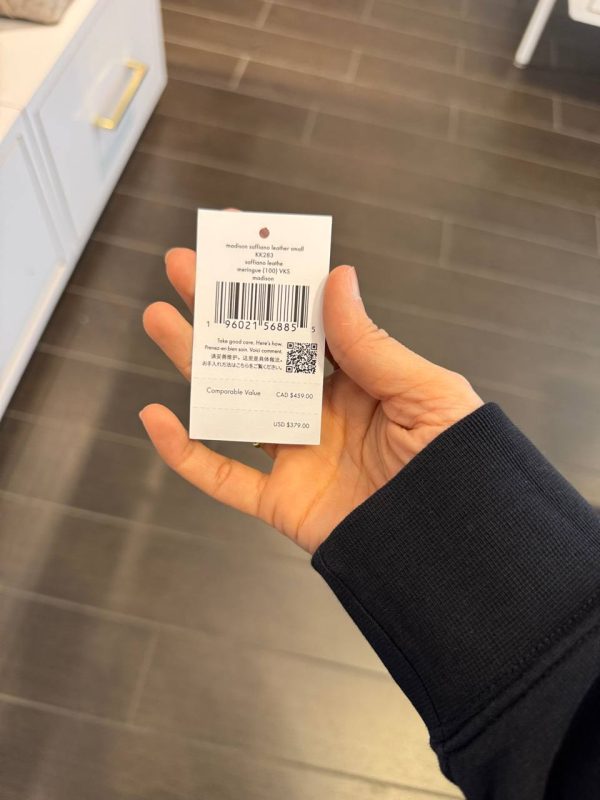 madison saffiano leather small
KK283
saffiano leathe
meringue (100) VKS
madison
1 96021 56885 5
Take good care. Here's how.
Prenez-en bien soin. Voici comment.
请妥善维护。这里是具体做法。
お手入れ方法はこちらをご覧ください。
Comparable Value CAD $459.00
USD $379.00